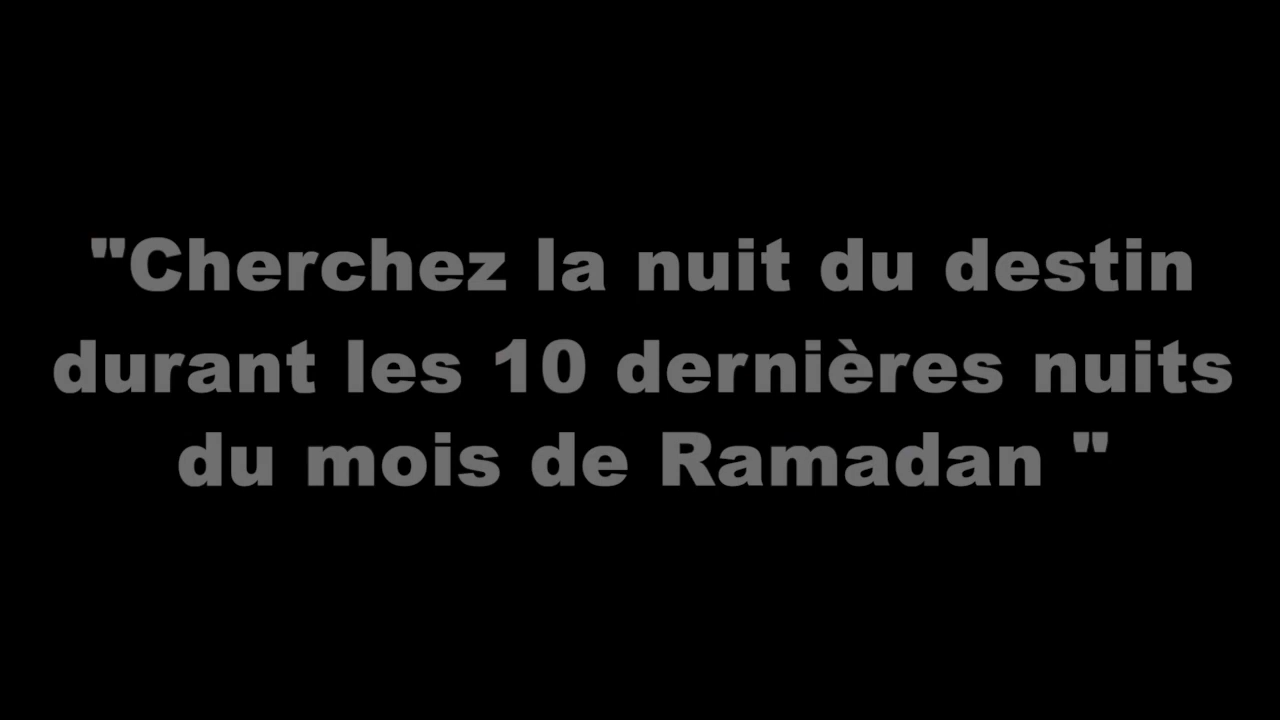 "Cherchez la nuit du destin
durant les 10 dernières nuits
du mois de Ramadan "